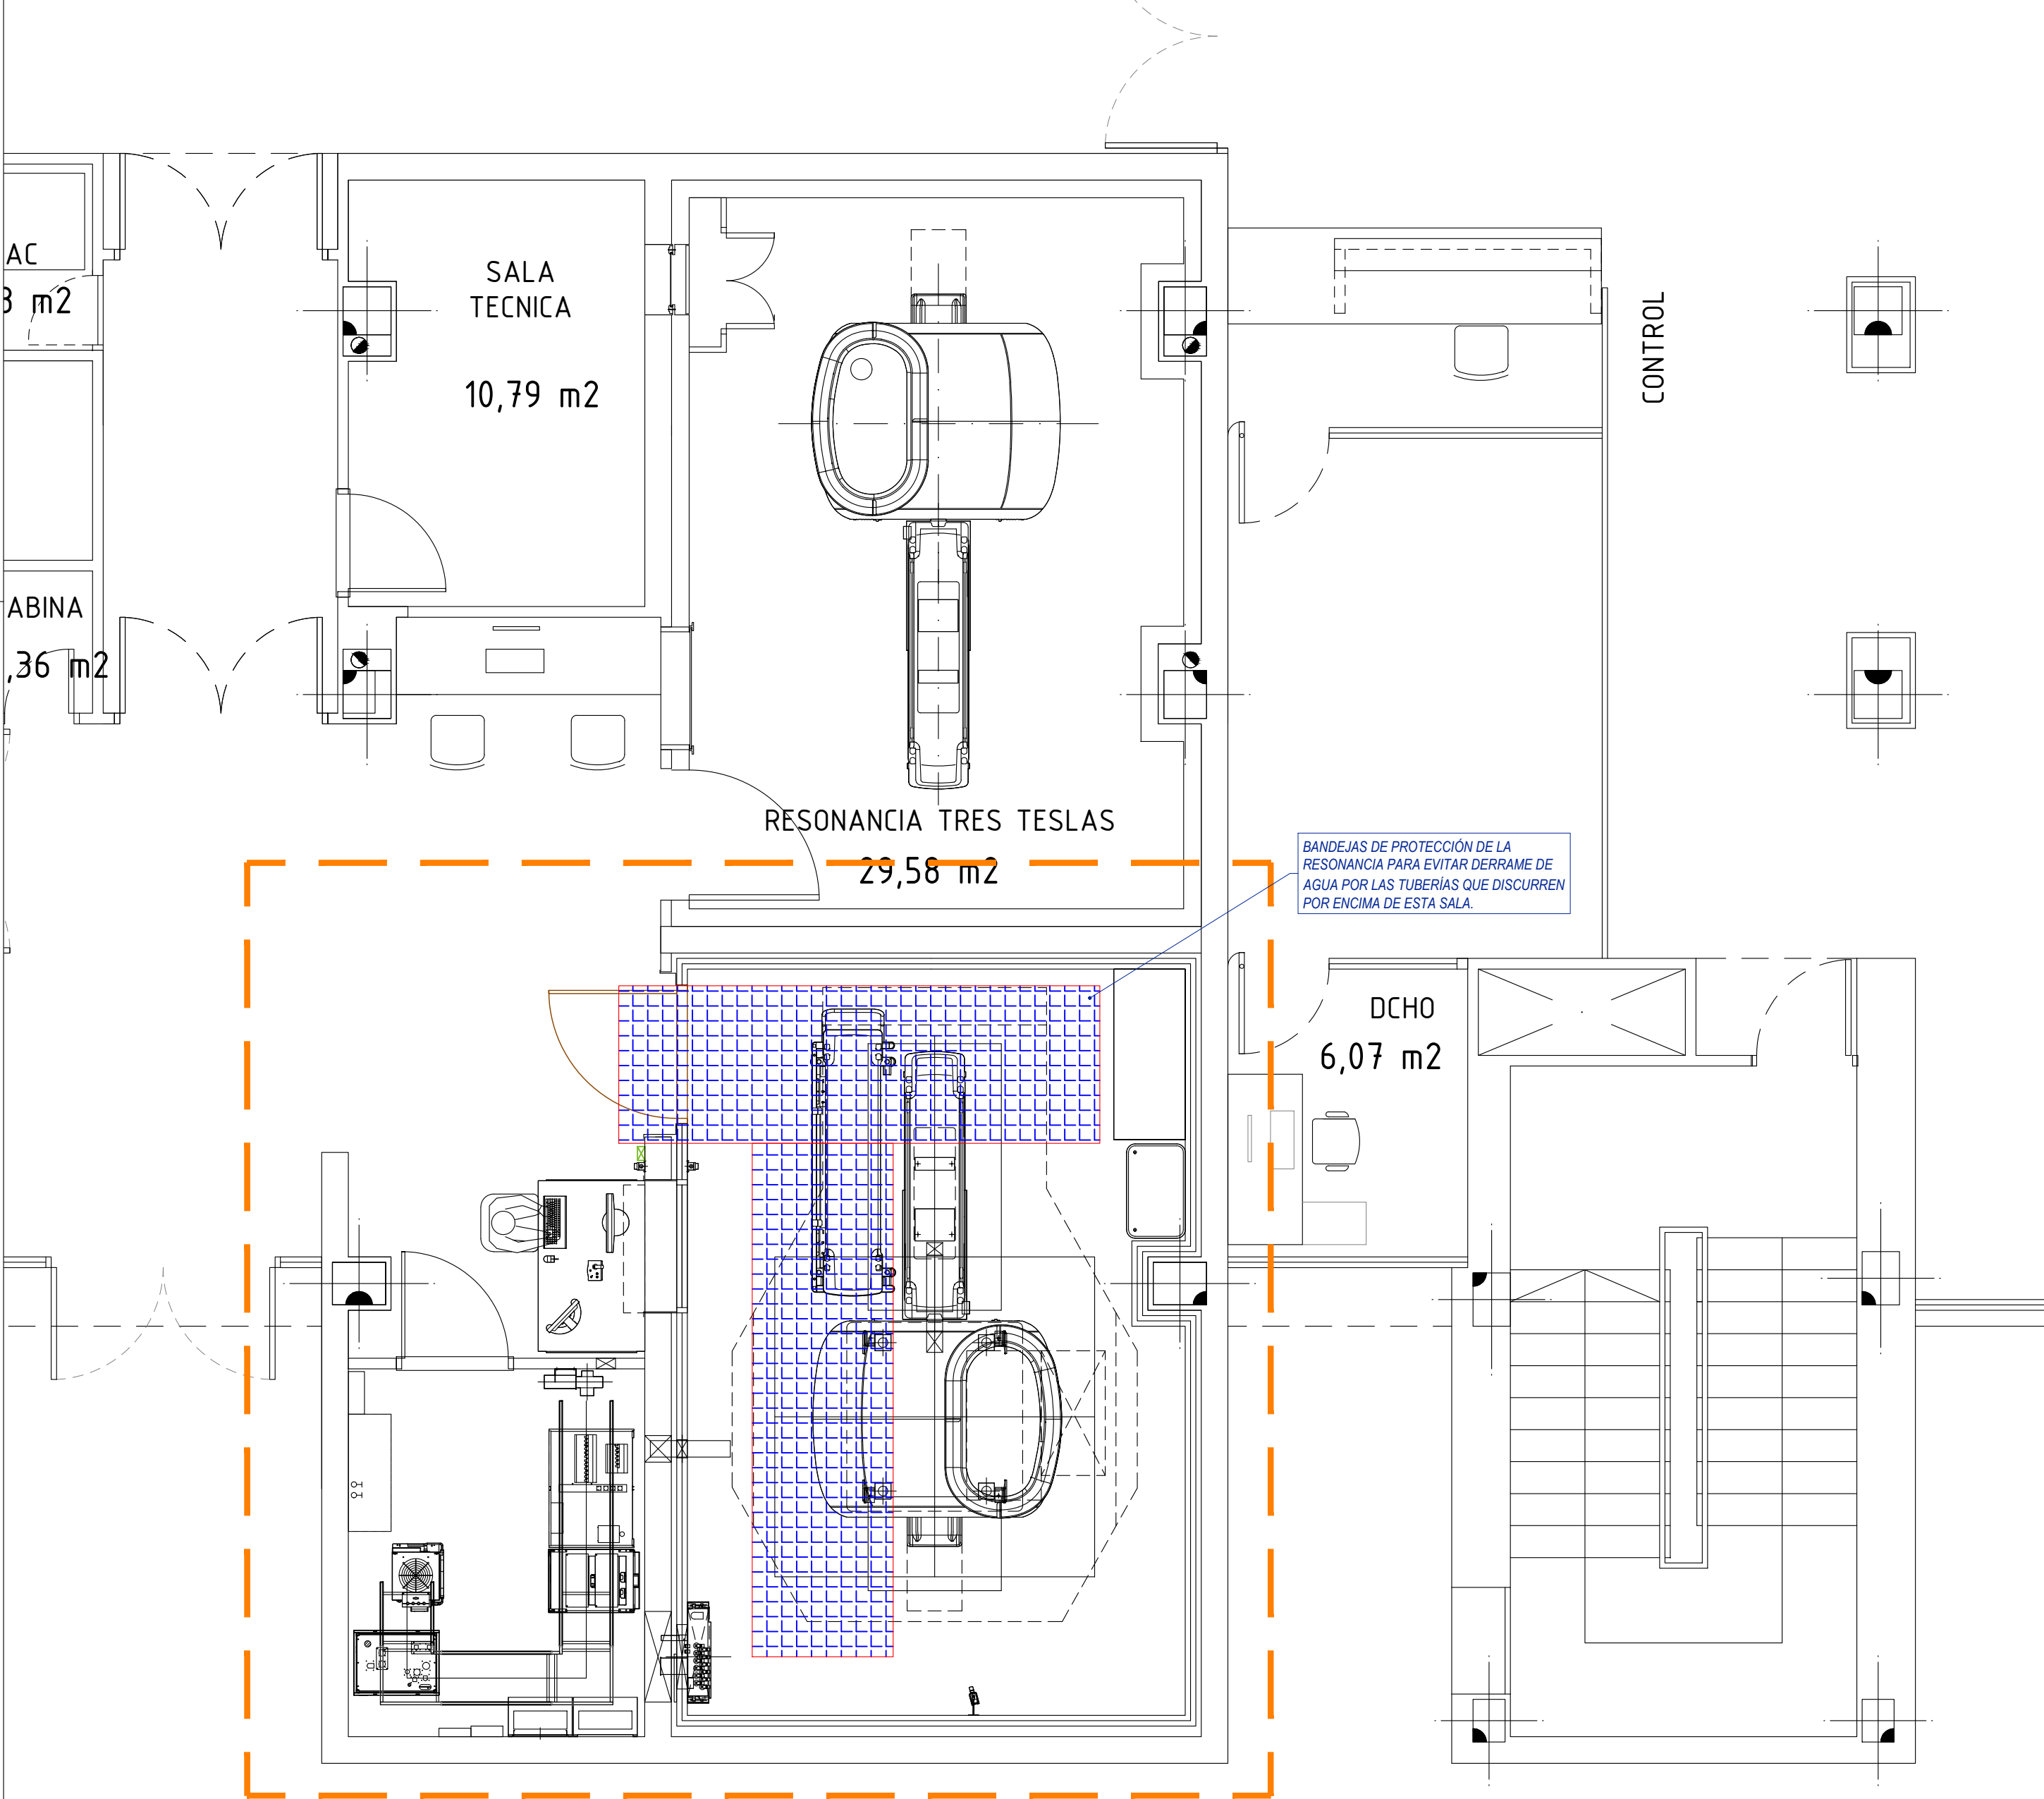 AC
3 m2
SALA
TECNICA
10,79 m2
CONTROL
ABINA
,36 m2
RESONANCIA TRES TESLAS
29,58 m2
BANDEJAS DE PROTECCIÓN DE LA
RESONANCIA PARA EVITAR DERRAME DE
AGUA POR LAS TUBERÍAS QUE DISCURREN
POR ENCIMA DE ESTA SALA.
DCHO
6,07 m2